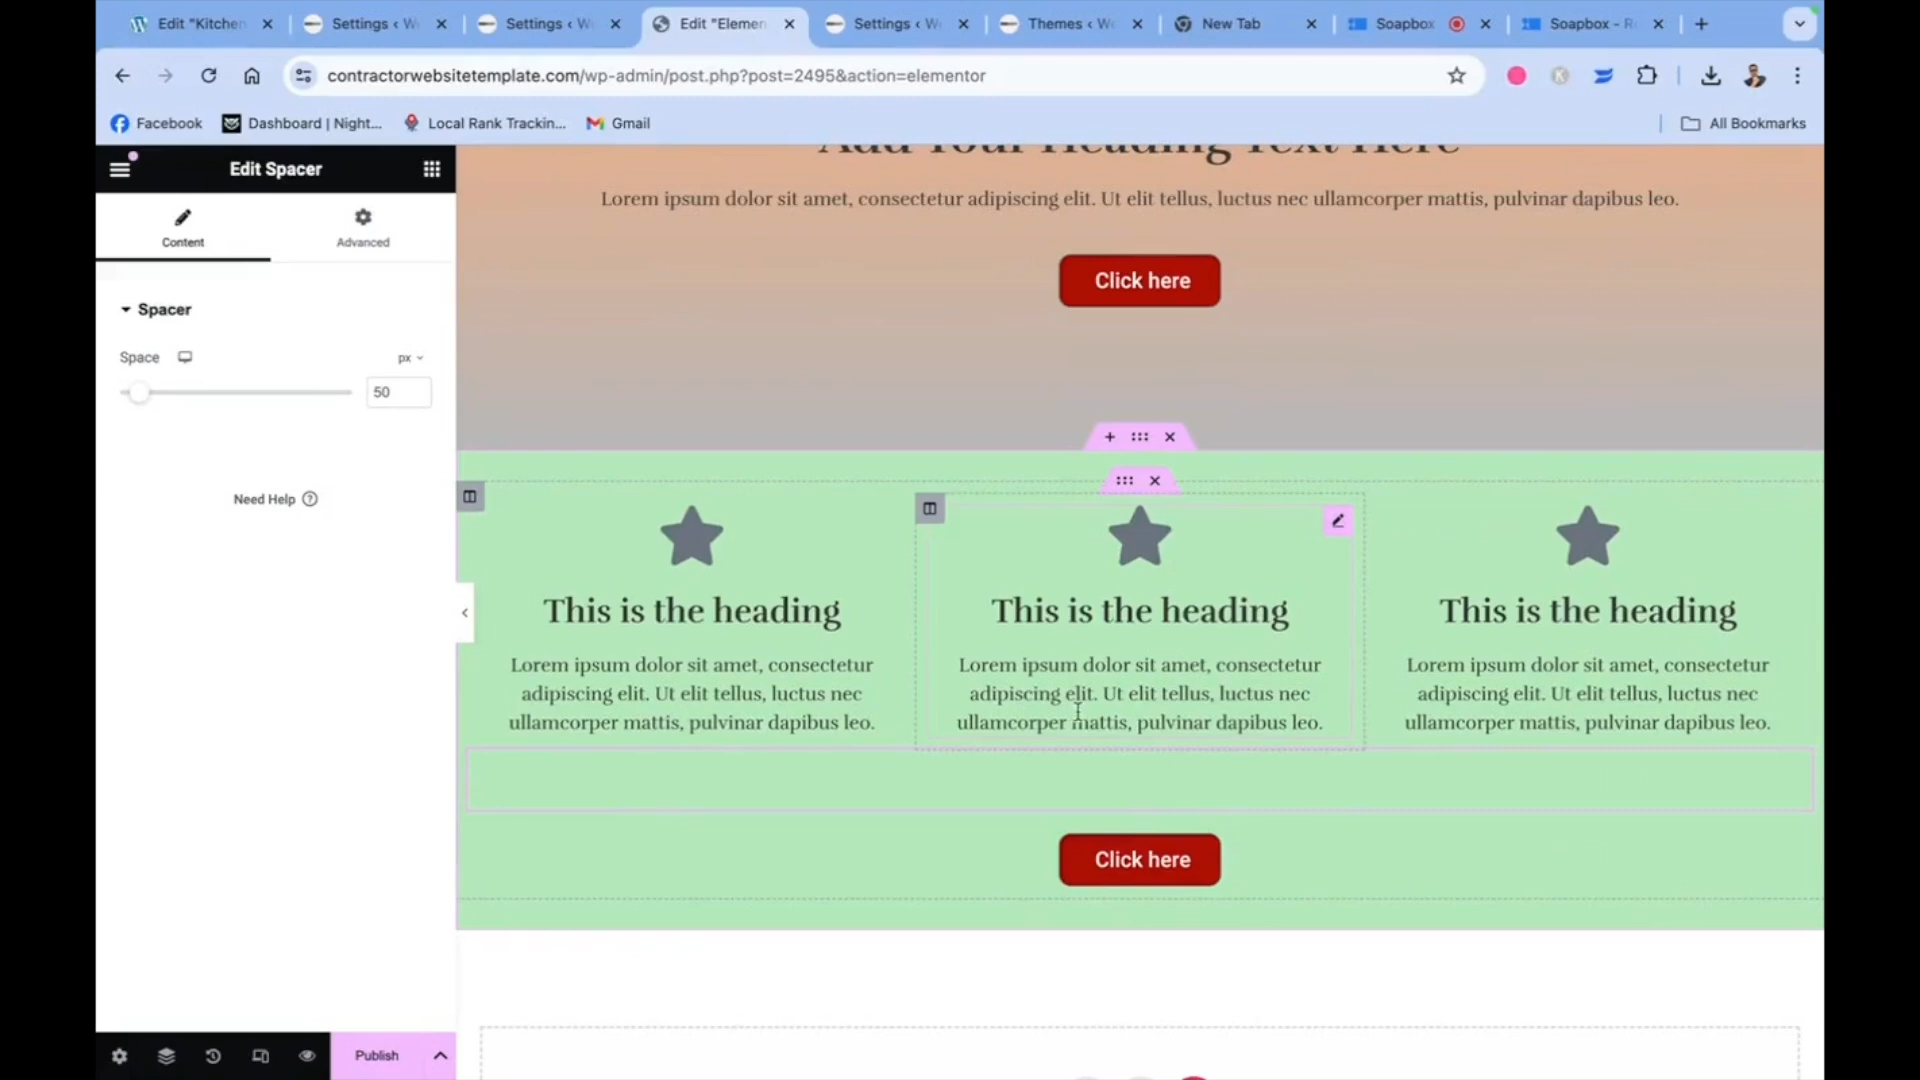 Edit "Kitchen
Settings ‹ W
Settings ‹ W
Edit "Elemen
Settings ‹ W
Themes ‹ W
New Tab
Soapbox
Soapbox - R
contractorwebsitetemplate.com/wp-admin/post.php?post=2495&action=elementor
Facebook
Dashboard | Night...
Local Rank Trackin...
Gmail
All Bookmarks
Edit Spacer
Content
Advanced
Spacer
Space
px
50
Need Help
Publish
Add Your Heading Text Here
Lorem ipsum dolor sit amet, consectetur adipiscing elit. Ut elit tellus, luctus nec ullamcorper mattis, pulvinar dapibus leo.
Click here
This is the heading
Lorem ipsum dolor sit amet, consectetur
adipiscing elit. Ut elit tellus, luctus nec
ullamcorper mattis, pulvinar dapibus leo.
This is the heading
Lorem ipsum dolor sit amet, consectetur
adipiscing elit. Ut elit tellus, luctus nec
ullamcorper mattis, pulvinar dapibus leo.
This is the heading
Lorem ipsum dolor sit amet, consectetur
adipiscing elit. Ut elit tellus, luctus nec
ullamcorper mattis, pulvinar dapibus leo.
Click here